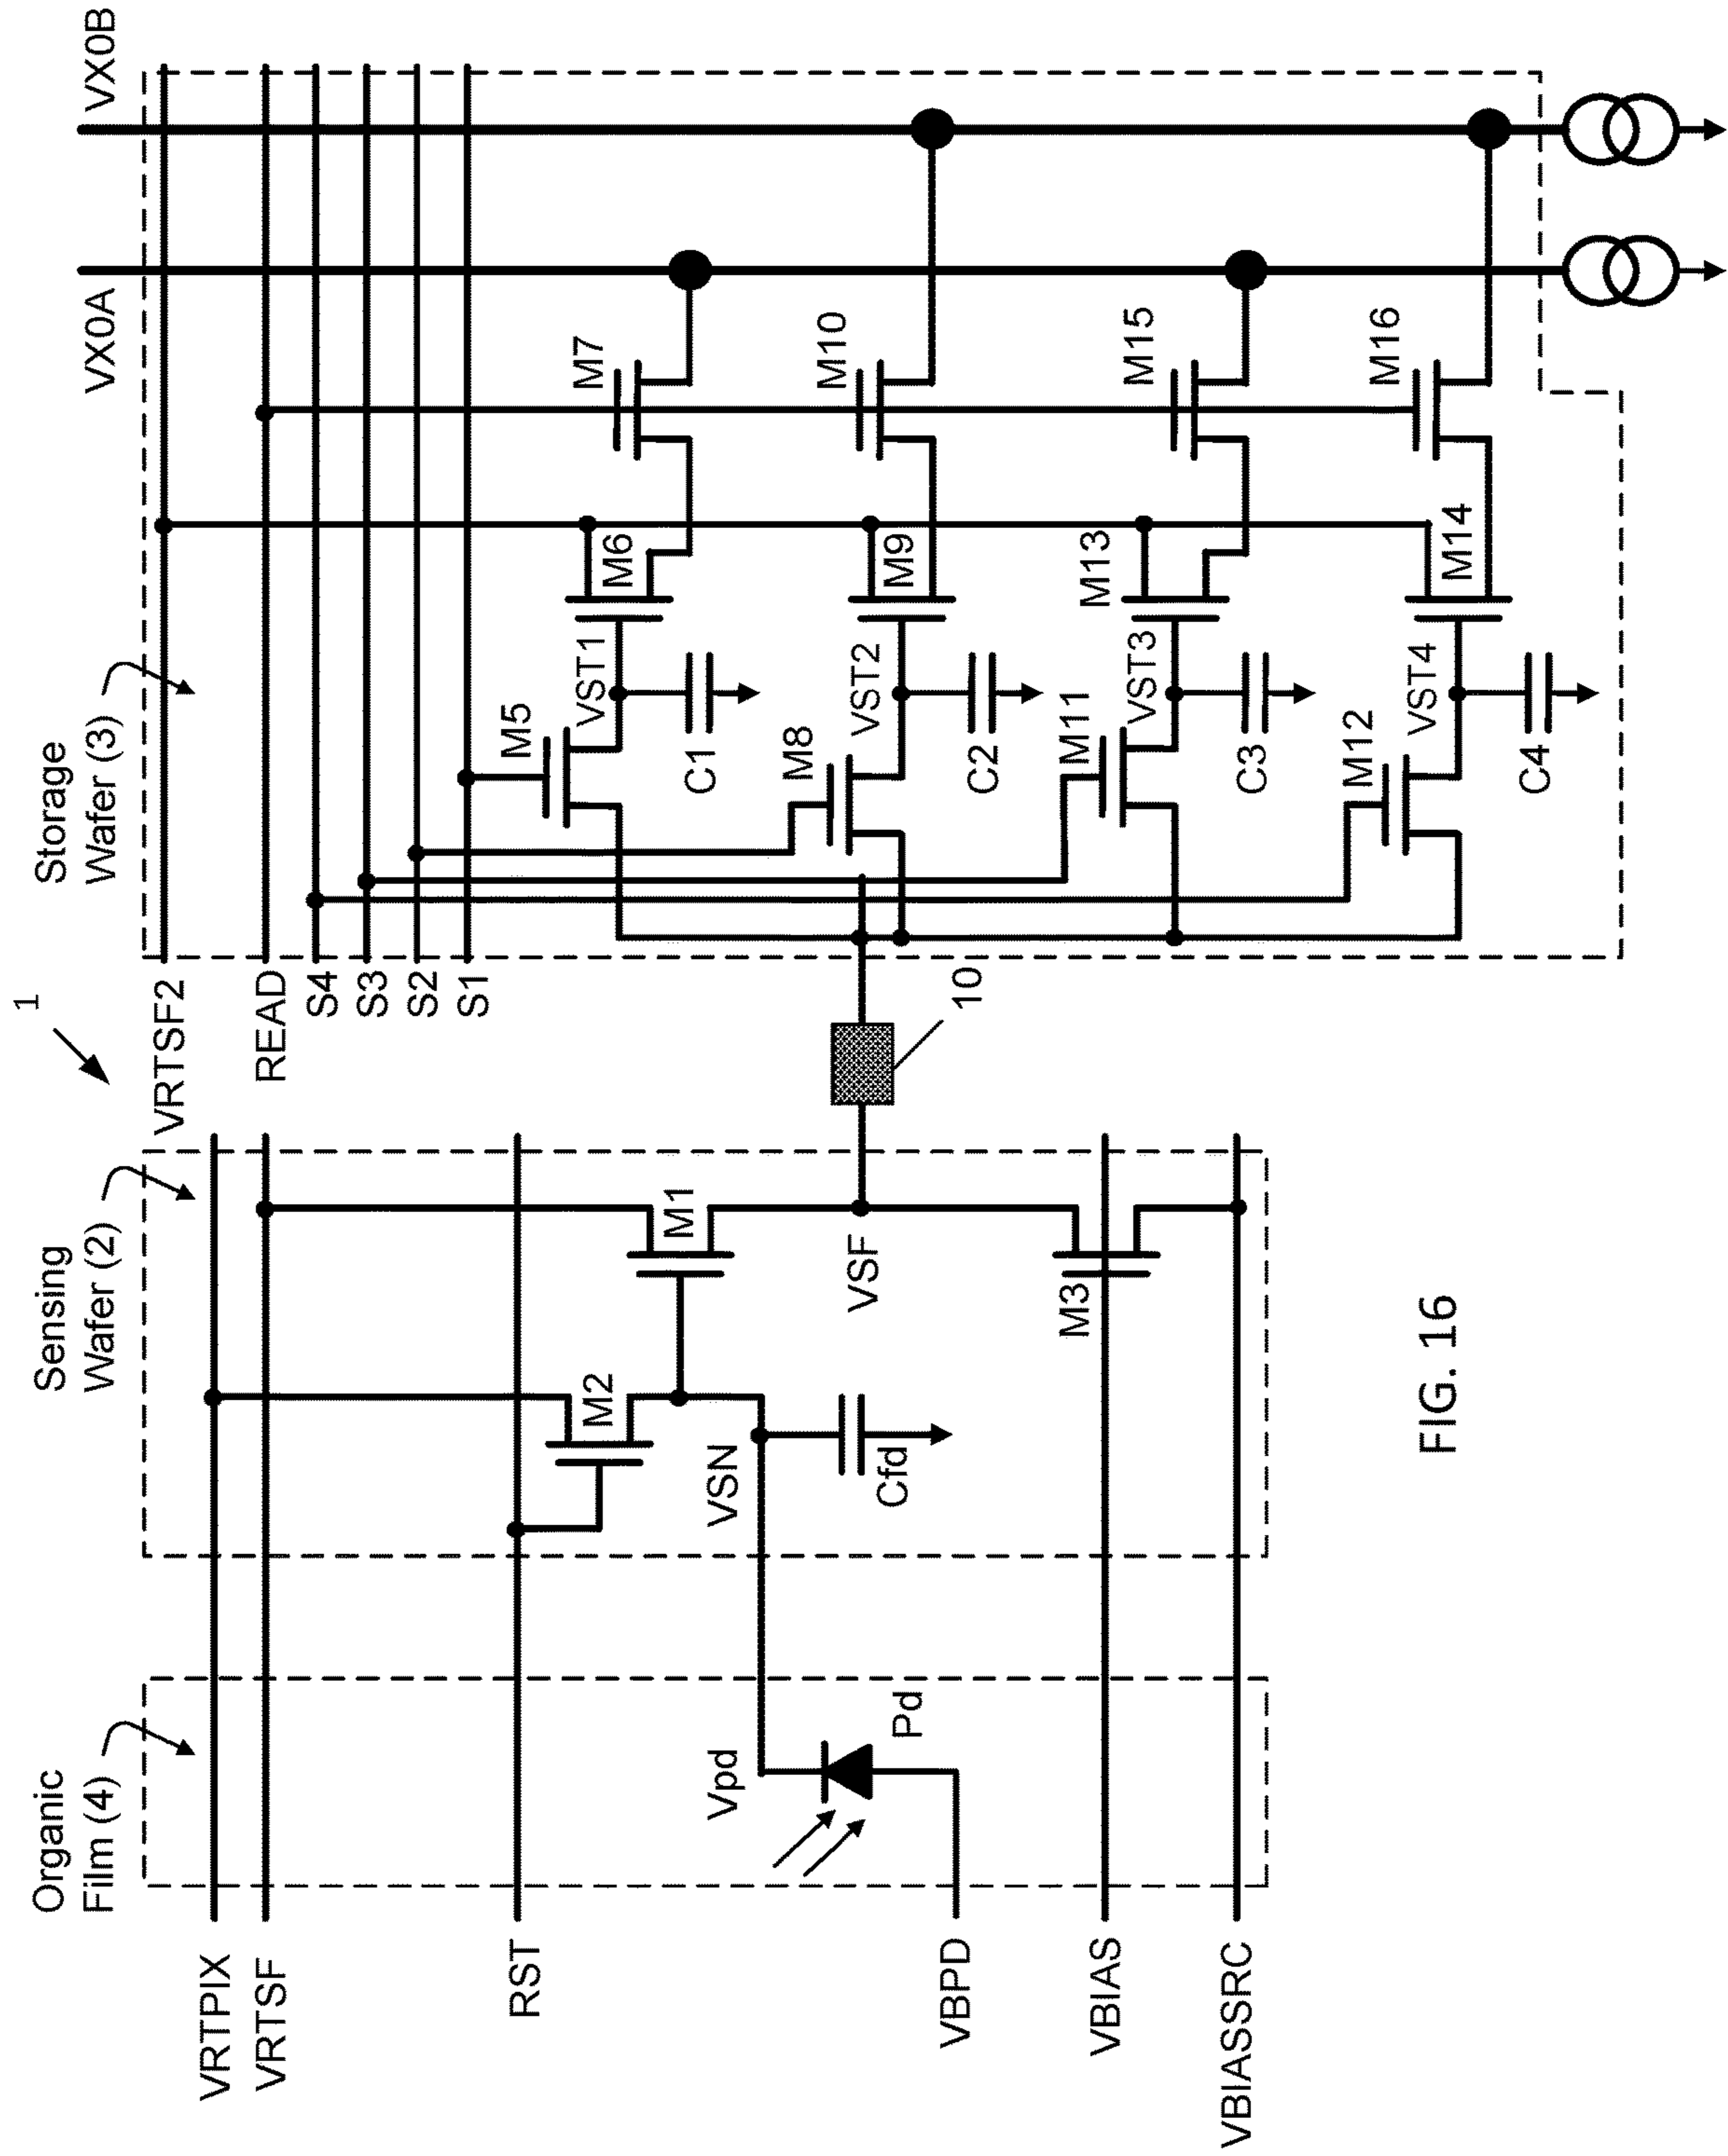 1
Organic
Film (4)
Sensing
Wafer (2)
Storage
Wafer (3)
VX0A
VX0B
VRTPIX
VRTSF
VRTSF2
READ
S4
S3
S2
S1
RST
M2
M1
M5
M6
M7
VST1
C1
Vpd
Pd
VSN
Cfd
VSF
10
M8
VST2
M9
M10
C2
VBPD
M3
M11
VST3
M13
M15
C3
VBIAS
VBIASSRC
M12
VST4
M14
M16
C4
FIG. 16